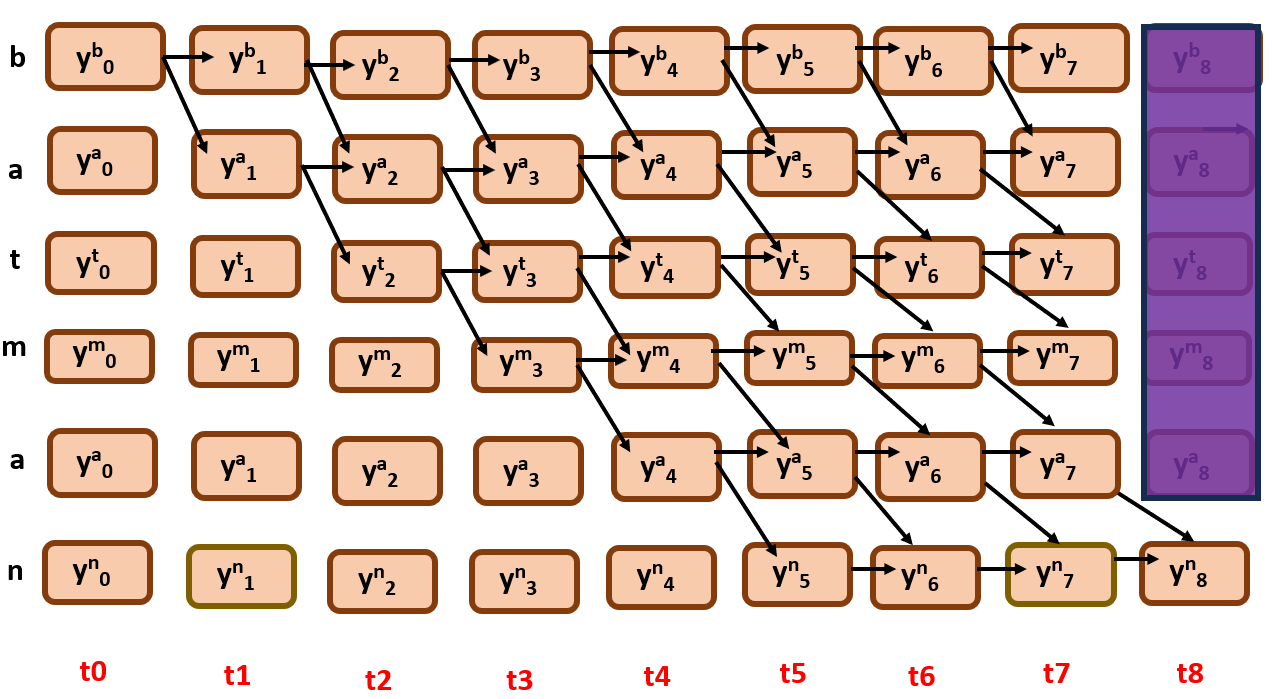 b y^b_0 y^b_1 y^b_2 y^b_3 y^b_4 y^b_5 y^b_6 y^b_7 y^b_8
a y^a_0 y^a_1 y^a_2 y^a_3 y^a_4 y^a_5 y^a_6 y^a_7 y^a_8
t y^t_0 y^t_1 y^t_2 y^t_3 y^t_4 y^t_5 y^t_6 y^t_7 y^t_8
m y^m_0 y^m_1 y^m_2 y^m_3 y^m_4 y^m_5 y^m_6 y^m_7 y^m_8
a y^a_0 y^a_1 y^a_2 y^a_3 y^a_4 y^a_5 y^a_6 y^a_7 y^a_8
n y^n_0 y^n_1 y^n_2 y^n_3 y^n_4 y^n_5 y^n_6 y^n_7 y^n_8
t0 t1 t2 t3 t4 t5 t6 t7 t8